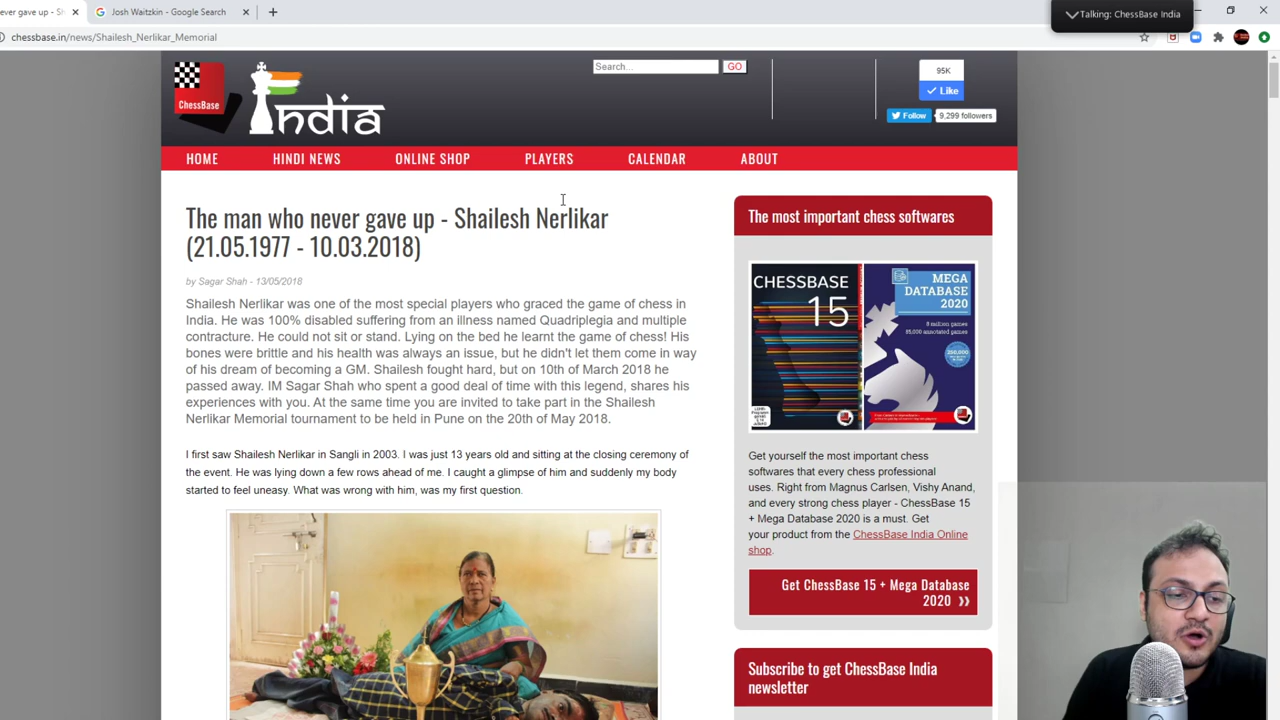 ver gave up - Sh
Josh Waitzkin - Google Search
Talking: ChessBase India
chessbase.in/news/Shailesh_Nerlikar_Memorial
ChessBase
India
Search...
GO
95K
Like
Follow
9,299 followers
HOME
HINDI NEWS
ONLINE SHOP
PLAYERS
CALENDAR
ABOUT
The man who never gave up - Shailesh Nerlikar
(21.05.1977 - 10.03.2018)
by Sagar Shah - 13/05/2018
Shailesh Nerlikar was one of the most special players who graced the game of chess in
India. He was 100% disabled suffering from an illness named Quadriplegia and multiple
contracture. He could not sit or stand. Lying on the bed he learnt the game of chess! His
bones were brittle and his health was always an issue, but he didn't let them come in way
of his dream of becoming a GM. Shailesh fought hard, but on 10th of March 2018 he
passed away. IM Sagar Shah who spent a good deal of time with this legend, shares his
experiences with you. At the same time you are invited to take part in the Shailesh
Nerlikar Memorial tournament to be held in Pune on the 20th of May 2018.
I first saw Shailesh Nerlikar in Sangli in 2003. I was just 13 years old and sitting at the closing ceremony of
the event. He was lying down a few rows ahead of me. I caught a glimpse of him and suddenly my body
started to feel uneasy. What was wrong with him, was my first question.
The most important chess softwares
CHESSBASE
15
MEGA
DATABASE
2020
8 million games
85,000 annotated games
Get yourself the most important chess
softwares that every chess professional
uses. Right from Magnus Carlsen, Vishy Anand,
and every strong chess player - ChessBase 15
+ Mega Database 2020 is a must. Get
your product from the ChessBase India Online
shop.
Get ChessBase 15 + Mega Database
2020 »
Subscribe to get ChessBase India
newsletter